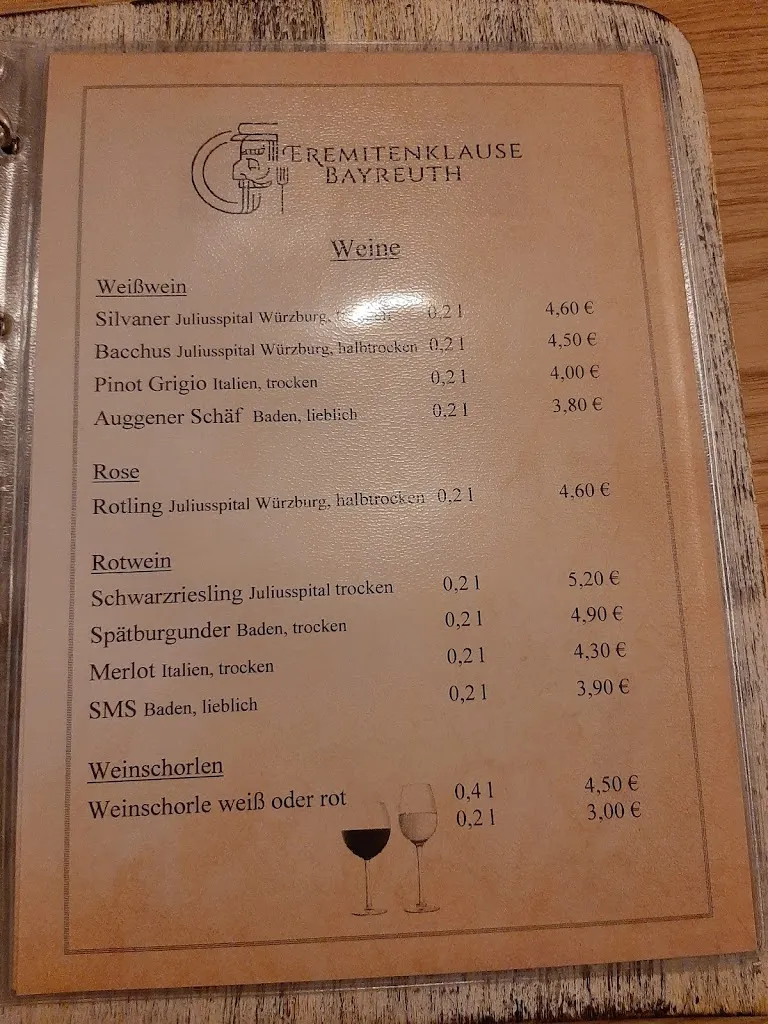 EREMITENKLAUSE
BAYREUTH
Weine
Weißwein
Silvaner Juliusspital Würzburg, 0,2 l 4,60 €
Bacchus Juliusspital Würzburg, halbtrocken 0,2 l 4,50 €
Pinot Grigio Italien, trocken 0,2 l 4,00 €
Auggener Schäf Baden, lieblich 0.2 l 3,80 €
Rose
Rotling Juliusspital Würzburg, halbtrocken 0,2 l 4,60 €
Rotwein
Schwarzriesling Juliusspital trocken 0,2 l 5,20 €
Spätburgunder Baden, trocken 0,2 l 4,90 €
Merlot Italien, trocken 0,2 l 4,30 €
SMS Baden, lieblich 0,2 l 3,90 €
Weinschorlen
Weinschorle weiß oder rot 0,4 l 4,50 €
0,2 l 3,00 €